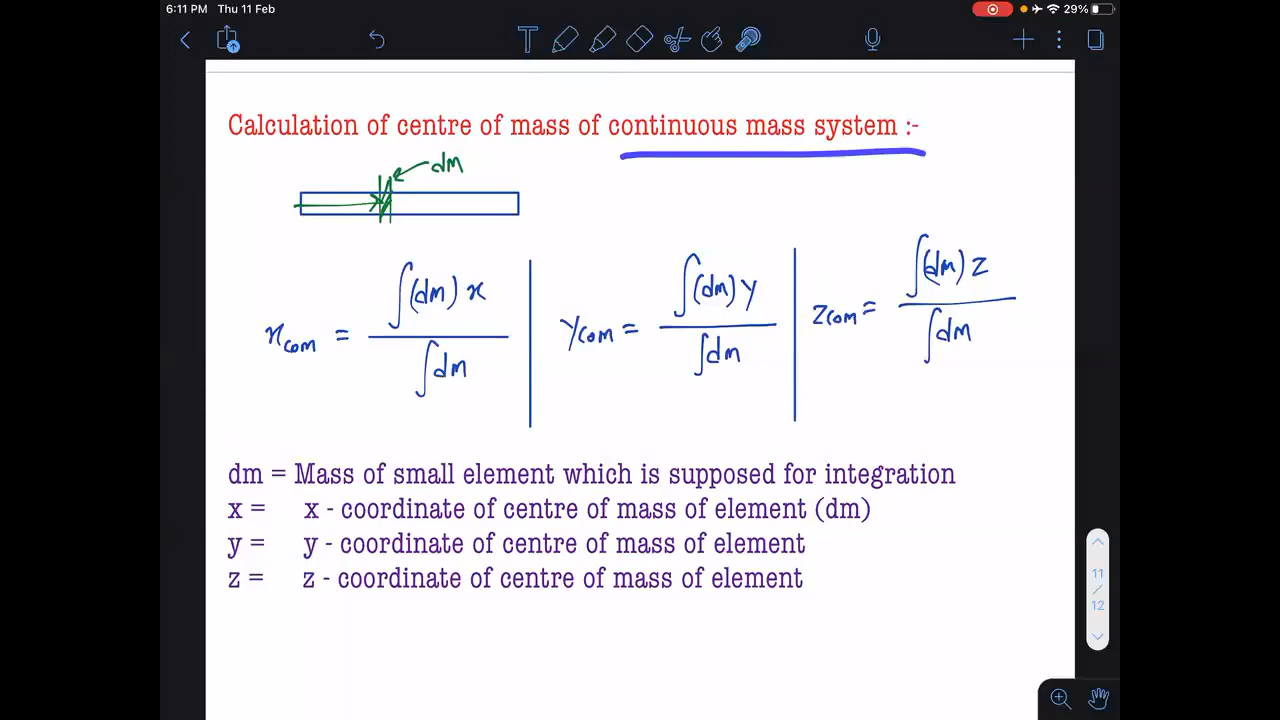 6:11 PM Thu 11 Feb 29%
T
Calculation of centre of mass of continuous mass system :-
dm
x_com = ∫(dm) x / ∫dm
y_com = ∫(dm) y / ∫dm
z_com = ∫(dm) z / ∫dm
dm = Mass of small element which is supposed for integration
x = x - coordinate of centre of mass of element (dm)
y = y - coordinate of centre of mass of element
z = z - coordinate of centre of mass of element
11
/
12